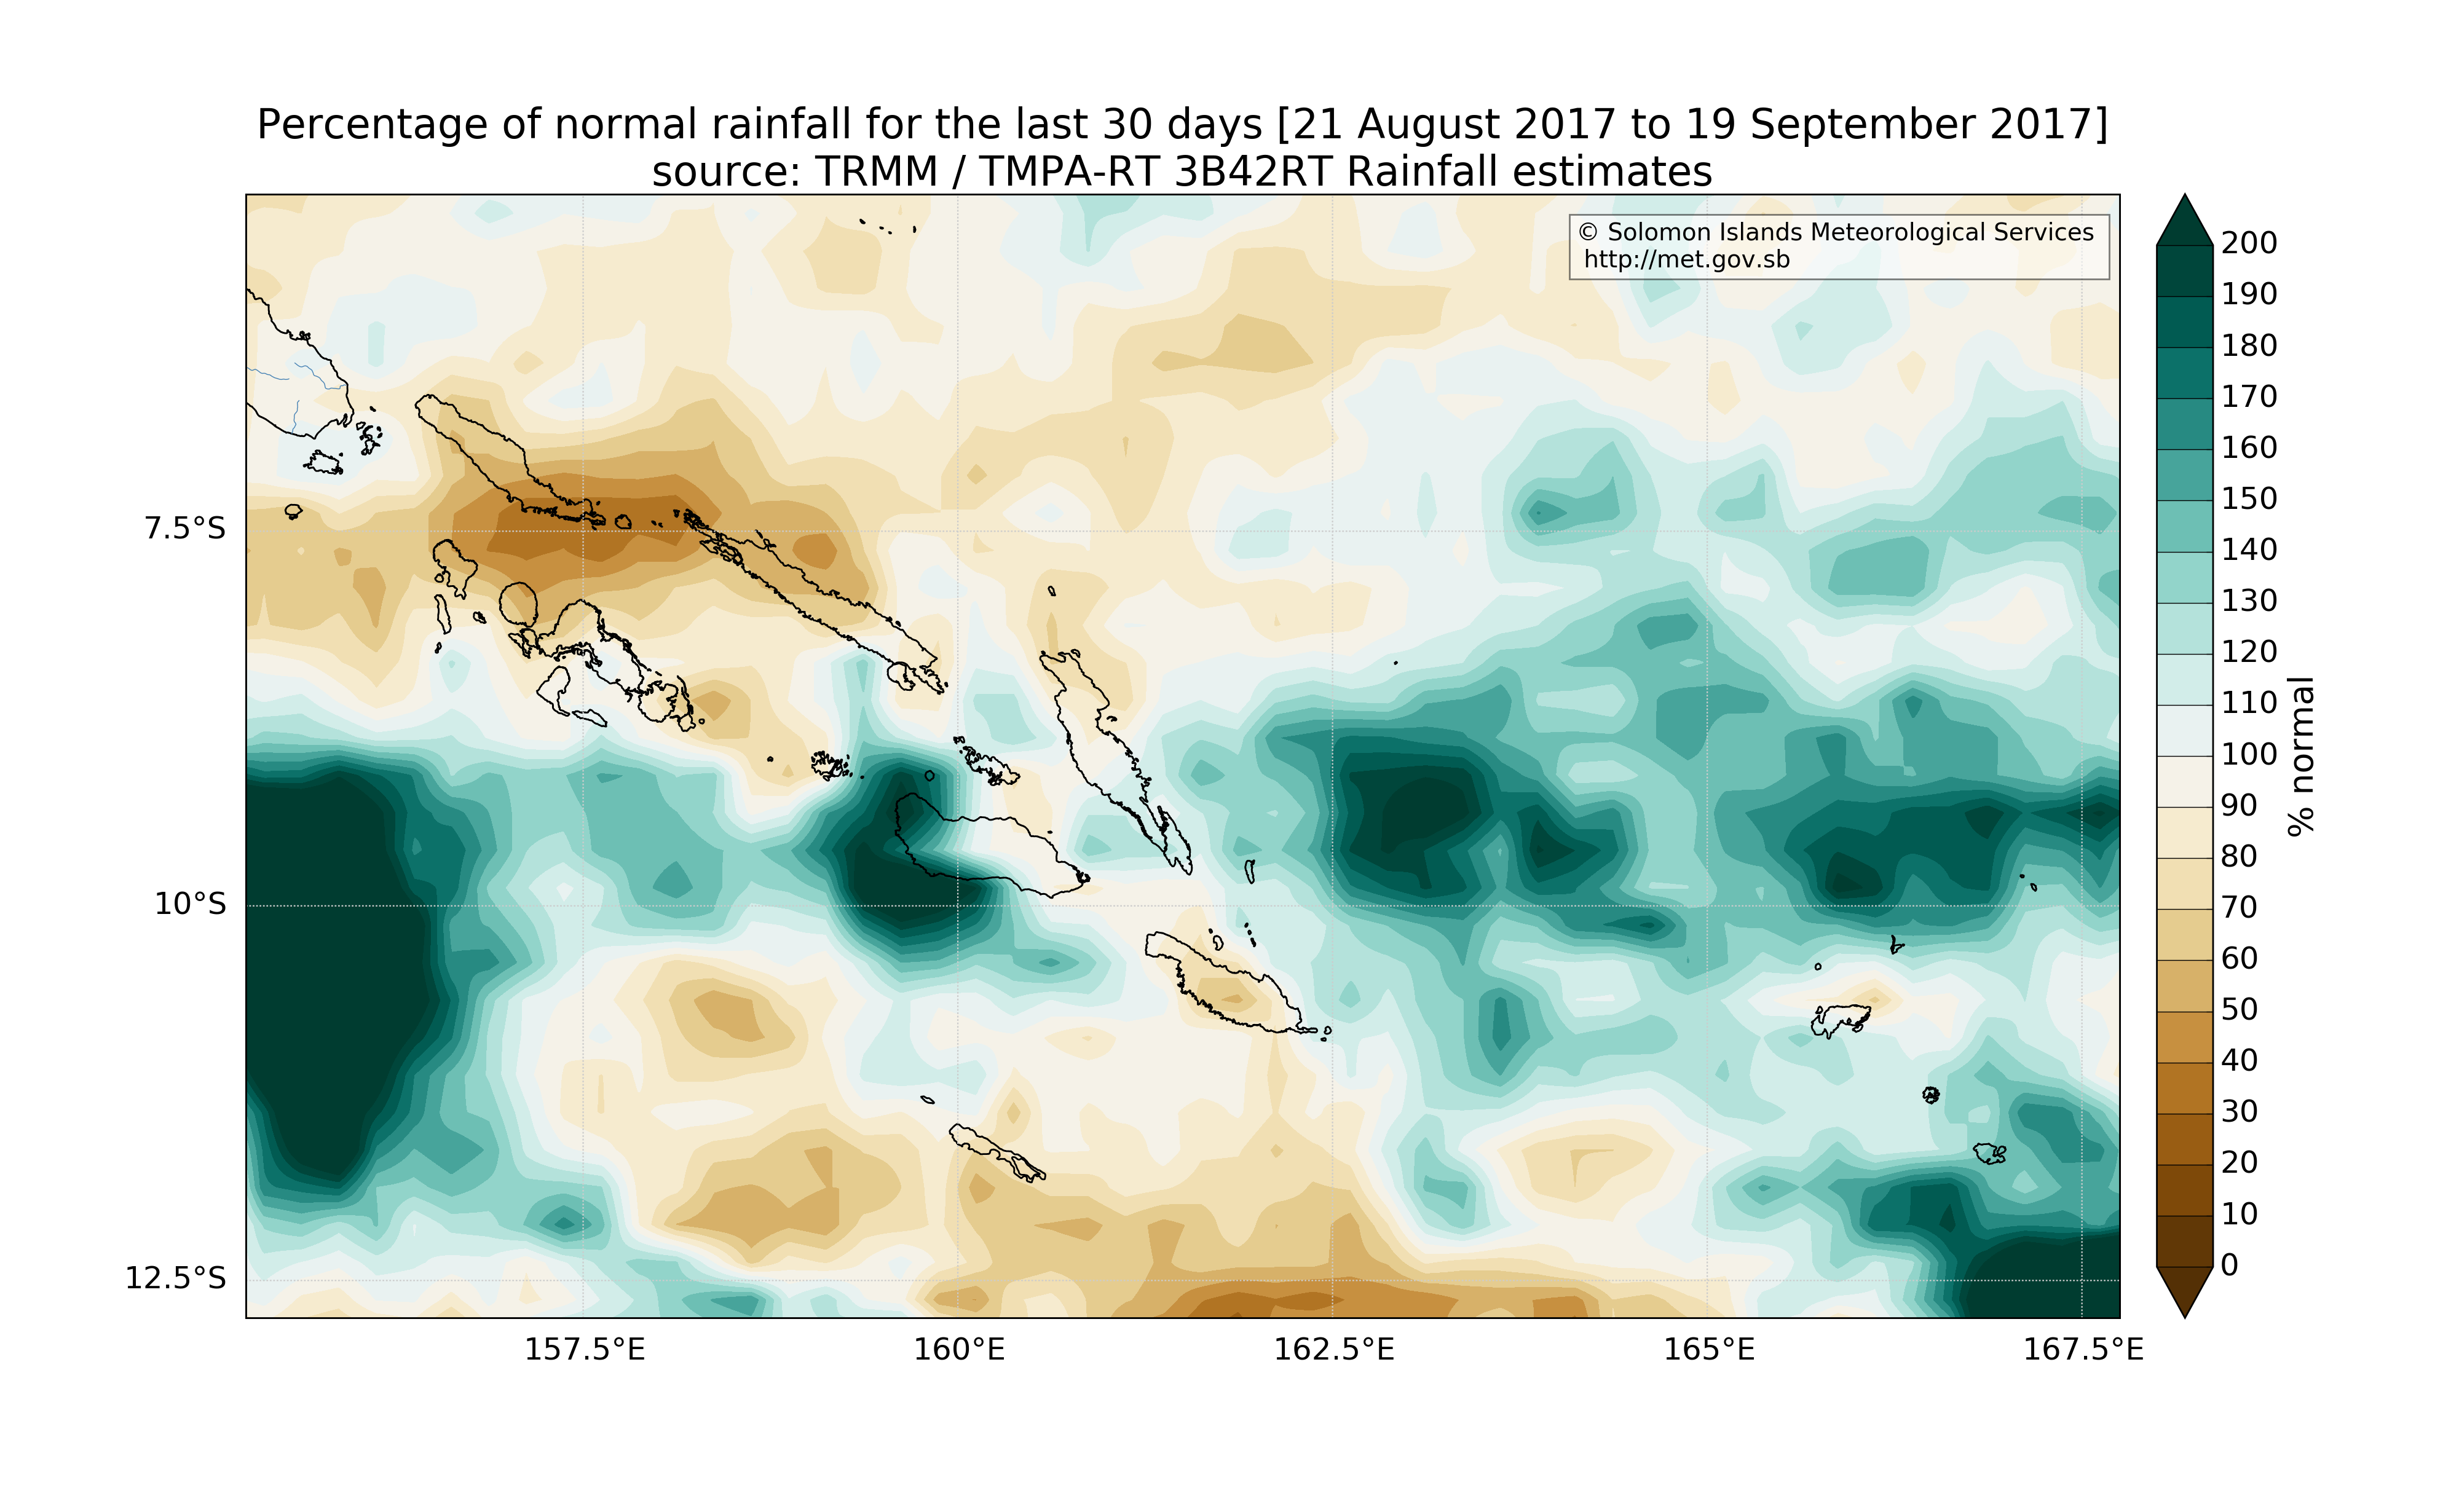 Percentage of normal rainfall for the last 30 days [21 August 2017 to 19 September 2017]
source: TRMM / TMPA-RT 3B42RT Rainfall estimates
© Solomon Islands Meteorological Services
http://met.gov.sb
7.5°S
10°S
12.5°S
157.5°E
160°E
162.5°E
165°E
167.5°E
200
190
180
170
160
150
140
130
120
110
100
90
80
70
60
50
40
30
20
10
0
% normal